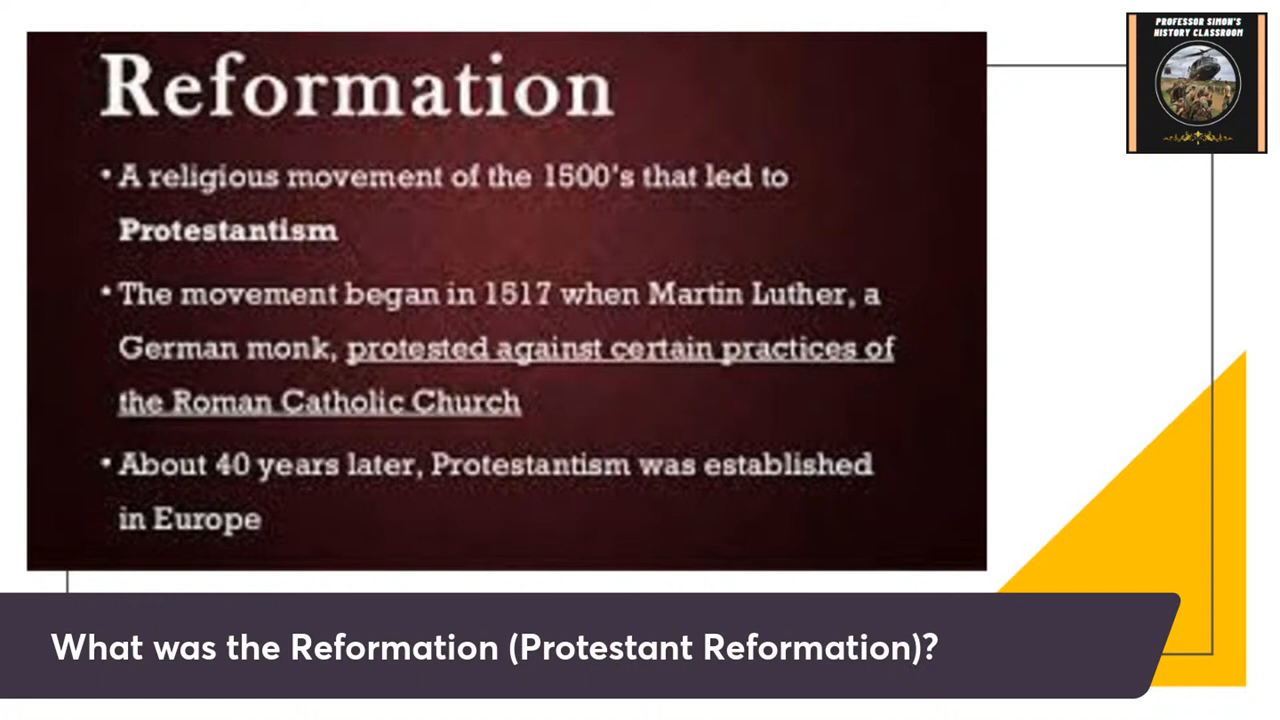 PROFESSOR SIMON'S
HISTORY CLASSROOM
Reformation
• A religious movement of the 1500's that led to
Protestantism
• The movement began in 1517 when Martin Luther, a
German monk, protested against certain practices of
the Roman Catholic Church
• About 40 years later, Protestantism was established
in Europe
What was the Reformation (Protestant Reformation)?